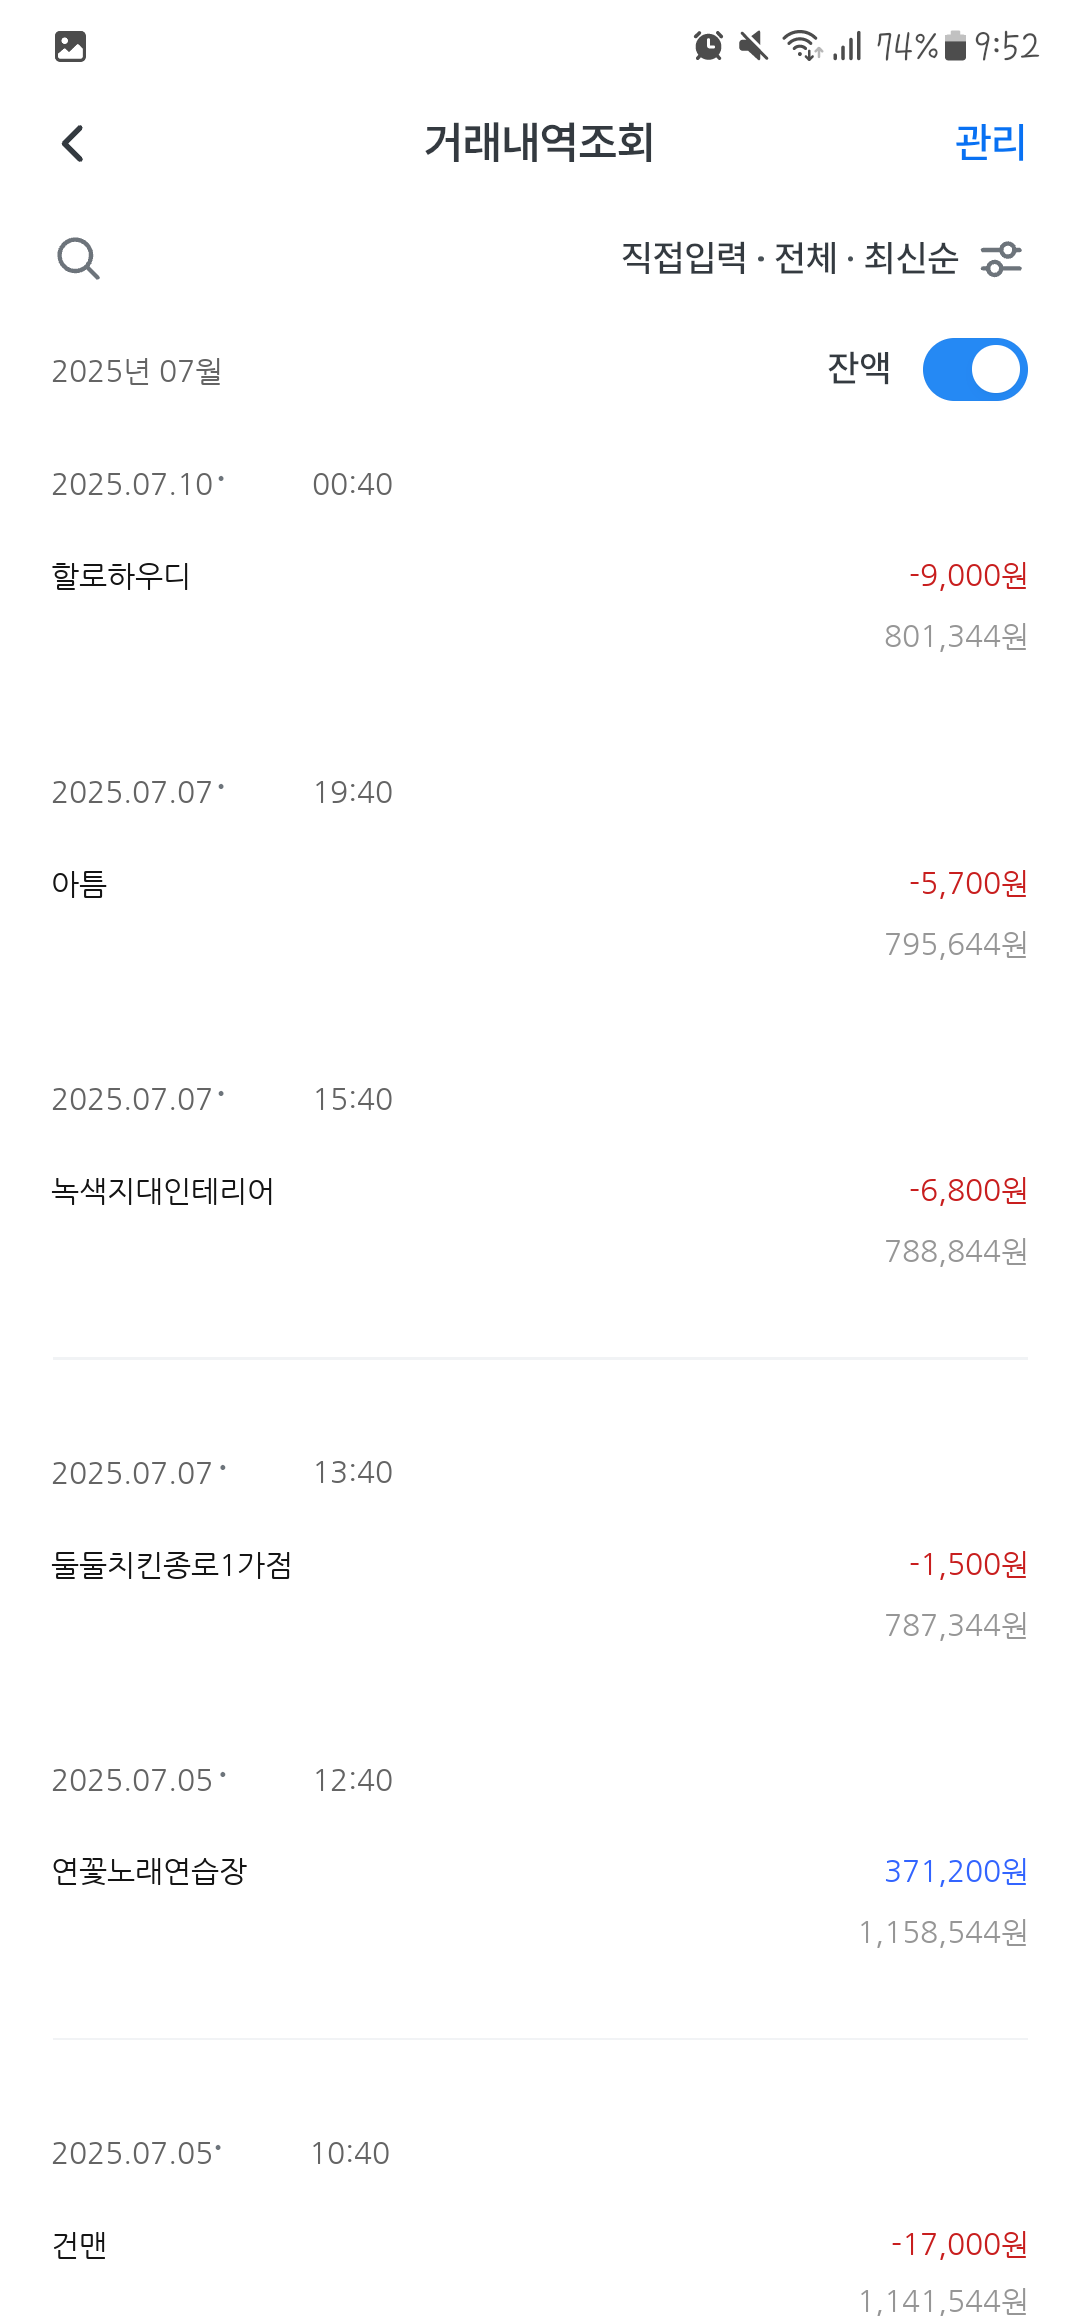 74% 9:52
거래내역조회 관리
직접입력 · 전체 · 최신순
2025년 07월 잔액
2025.07.10 · 00:40
할로하우디 -9,000원
801,344원
2025.07.07 · 19:40
아틈 -5,700원
795,644원
2025.07.07 · 15:40
녹색지대인테리어 -6,800원
788,844원
2025.07.07 · 13:40
둘둘치킨종로1가점 -1,500원
787,344원
2025.07.05 · 12:40
연꽃노래연습장 371,200원
1,158,544원
2025.07.05 · 10:40
건맨 -17,000원
1,141,544원